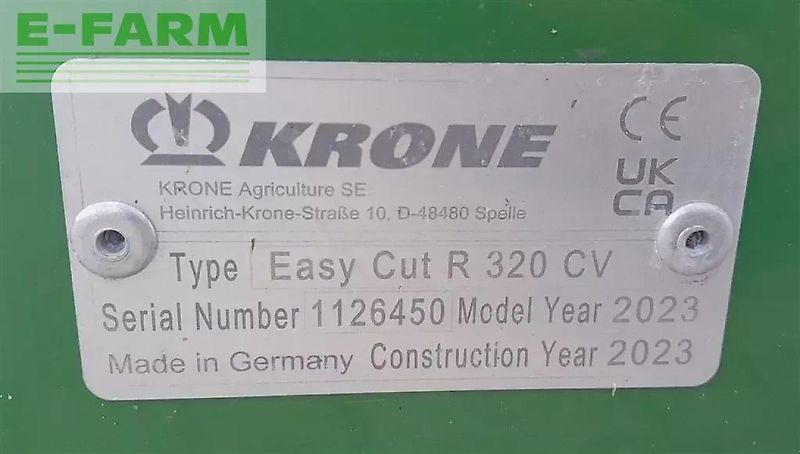 E-FARM
KRONE
CE
KRONE Agriculture SE
UK
CA
Heinrich-Krone-Straße 10, D-48480 Spelle
Type Easy Cut R 320 CV
Serial Number 1126450 Model Year 2023
Made in Germany Construction Year 2023